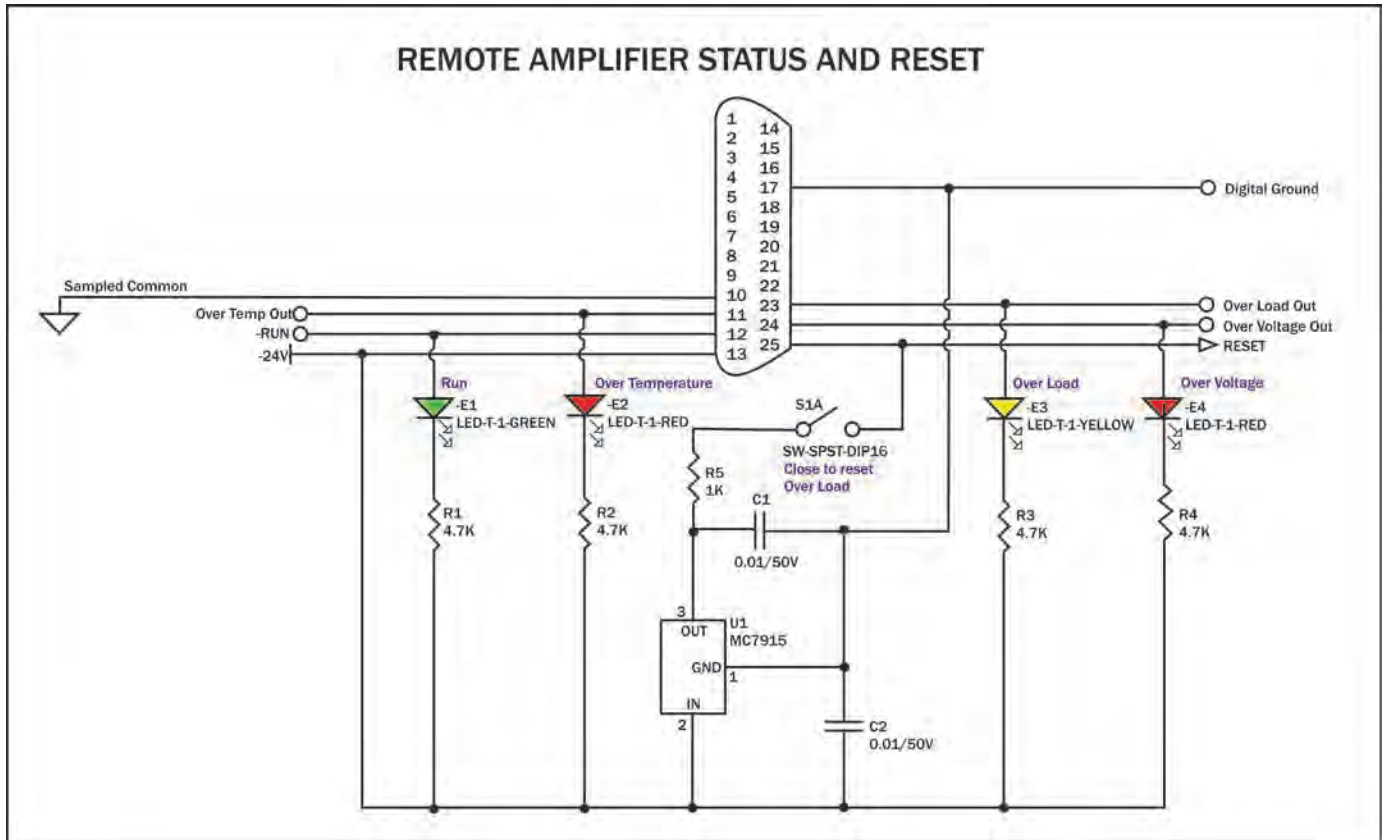 REMOTE AMPLIFIER STATUS AND RESET
1
2
3
4
5
6
7
8
9
10
11
12
13
14
15
16
17
18
19
20
21
22
23
24
25
Digital Ground
Sampled Common
Over Temp Out
-RUN
-24V
Over Load Out
Over Voltage Out
RESET
Run
-E1
LED-T-1-GREEN
Over Temperature
-E2
LED-T-1-RED
S1A
SW-SPST-DIP16
Close to reset
Over Load
Over Load
-E3
LED-T-1-YELLOW
Over Voltage
-E4
LED-T-1-RED
R1
4.7K
R2
4.7K
R5
1K
C1
0.01/50V
R3
4.7K
R4
4.7K
3
OUT
U1
MC7915
GND
1
IN
2
C2
0.01/50V